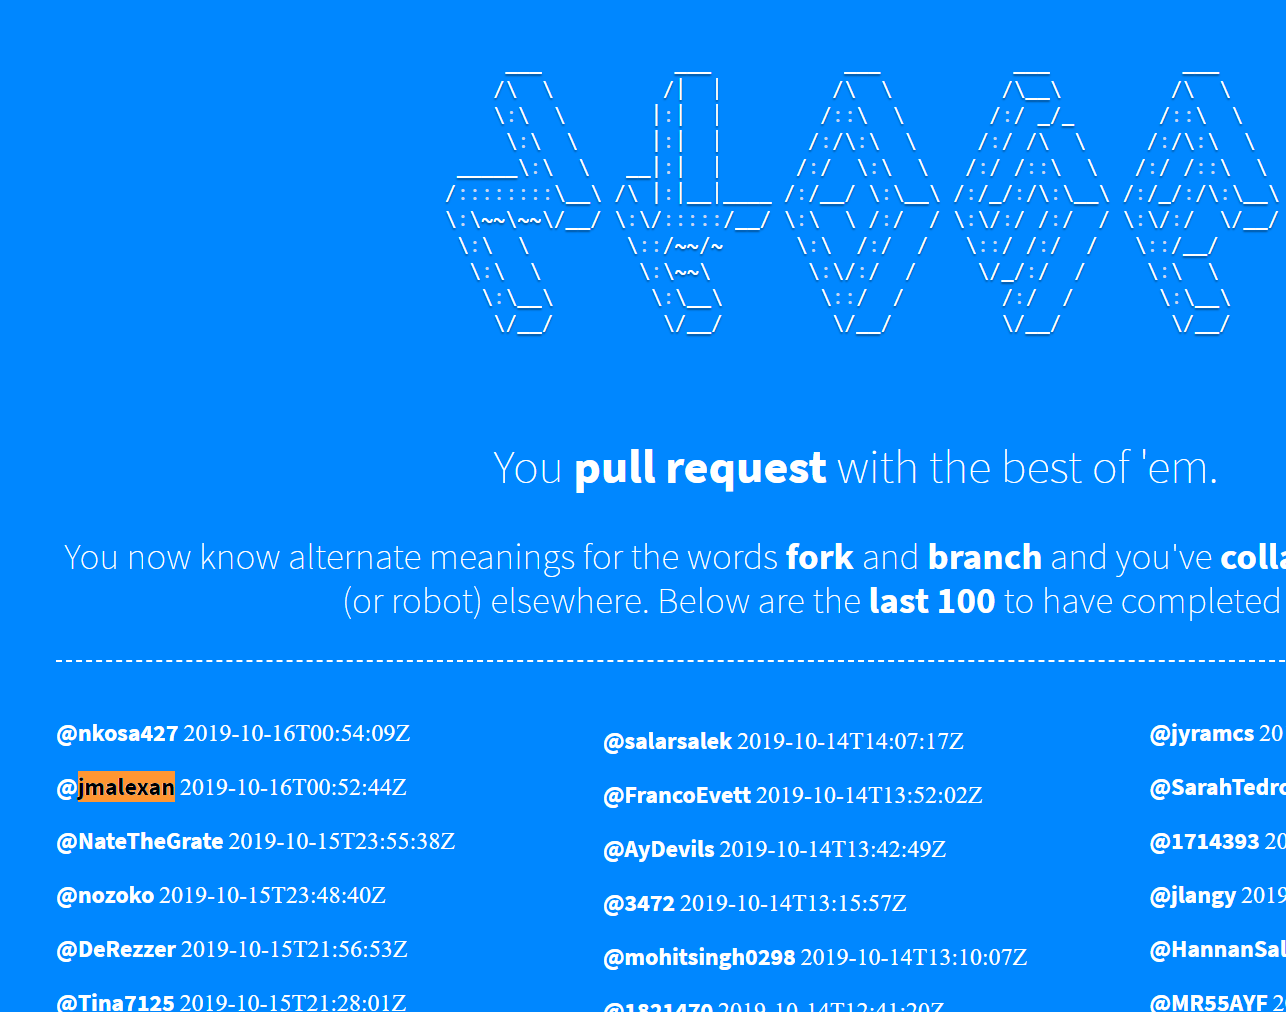 You pull request with the best of 'em.
You now know alternate meanings for the words fork and branch and you've
(or robot) elsewhere. Below are the last 100 to have completed
@nkosa427 2019-10-16T00:54:09Z
@jmalexan 2019-10-16T00:52:44Z
@NateTheGrate 2019-10-15T23:55:38Z
@nozoko 2019-10-15T23:48:40Z
@DeRezzer 2019-10-15T21:56:53Z
@Tina7125 2019-10-15T21:28:01Z
@salarsalek 2019-10-14T14:07:17Z
@FrancoEvett 2019-10-14T13:52:02Z
@AyDevils 2019-10-14T13:42:49Z
@3472 2019-10-14T13:15:57Z
@mohitsingh0298 2019-10-14T13:10:07Z
@1821470 2019-10-14T12:41:20Z
@jyramcs 20
@SarahTedro
@1714393 20
@jlangy 2019
@HannanSal
@MR55AYF 2